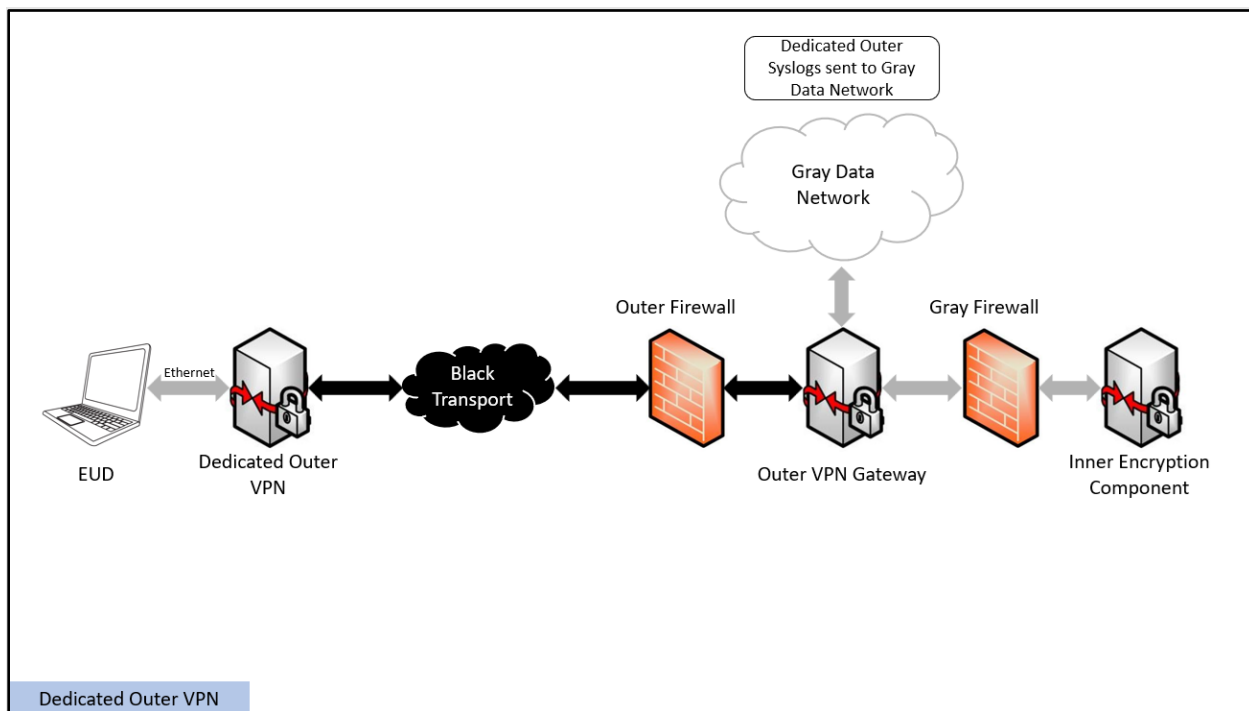 Dedicated Outer
Syslogs sent to Gray
Data Network
Gray Data
Network
Outer Firewall
Gray Firewall
Ethernet
Black
Transport
EUD
Dedicated Outer
VPN
Outer VPN Gateway
Inner Encryption
Component
Dedicated Outer VPN